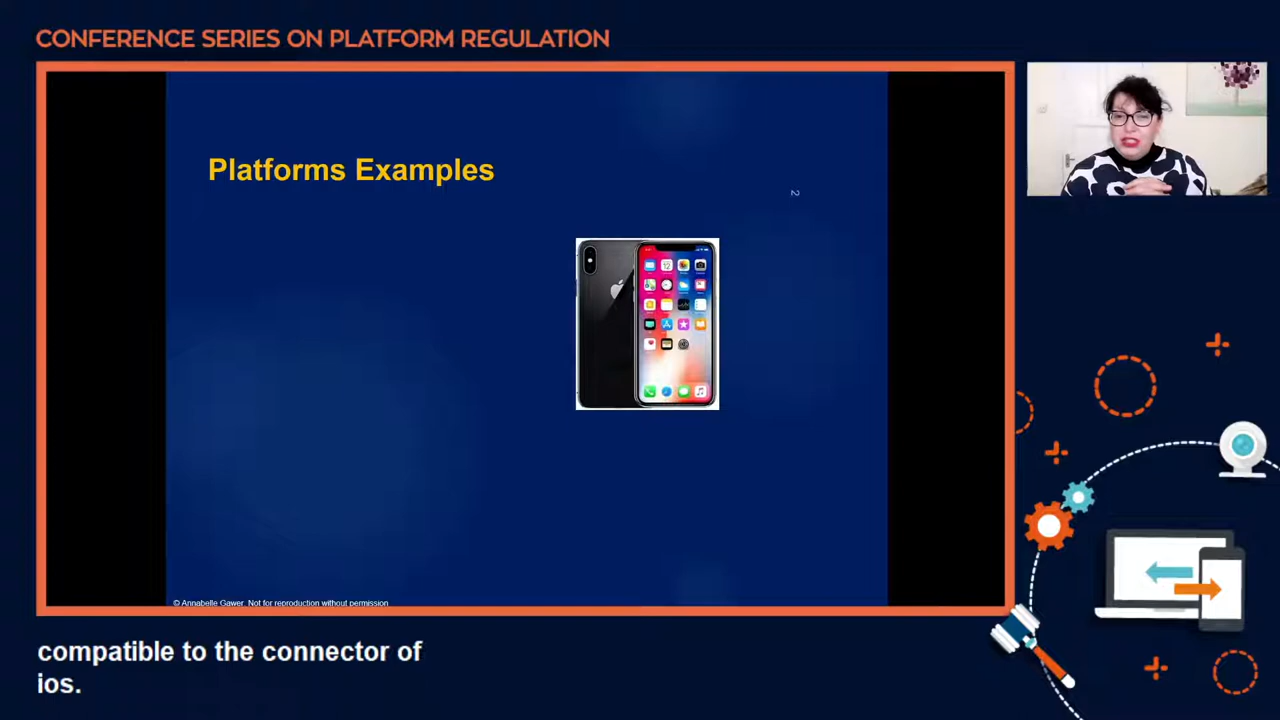 CONFERENCE SERIES ON PLATFORM REGULATION
Platforms Examples
2
© Annabelle Gawer. Not for reproduction without permission
compatible to the connector of
ios.